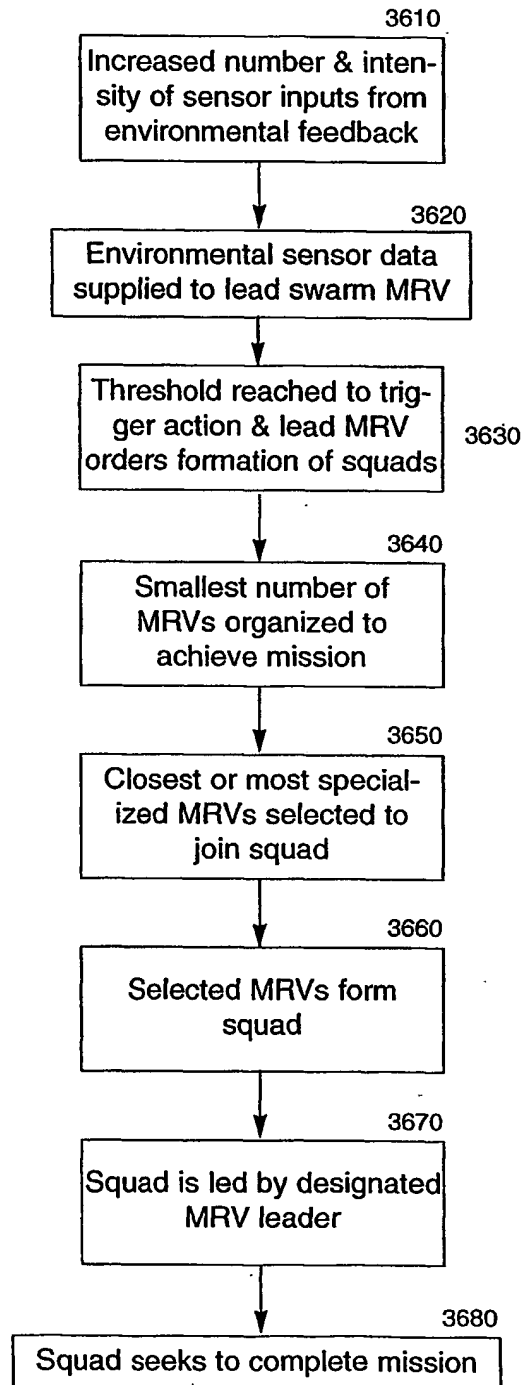 3610
Increased number & inten-
sity of sensor inputs from
environmental feedback
3620
Environmental sensor data
supplied to lead swarm MRV
Threshold reached to trig-
ger action & lead MRV
orders formation of squads
3630
3640
Smallest number of
MRVs organized to
achieve mission
3650
Closest or most special-
ized MRVs selected to
join squad
3660
Selected MRVs form
squad
3670
Squad is led by designated
MRV leader
3680
Squad seeks to complete mission